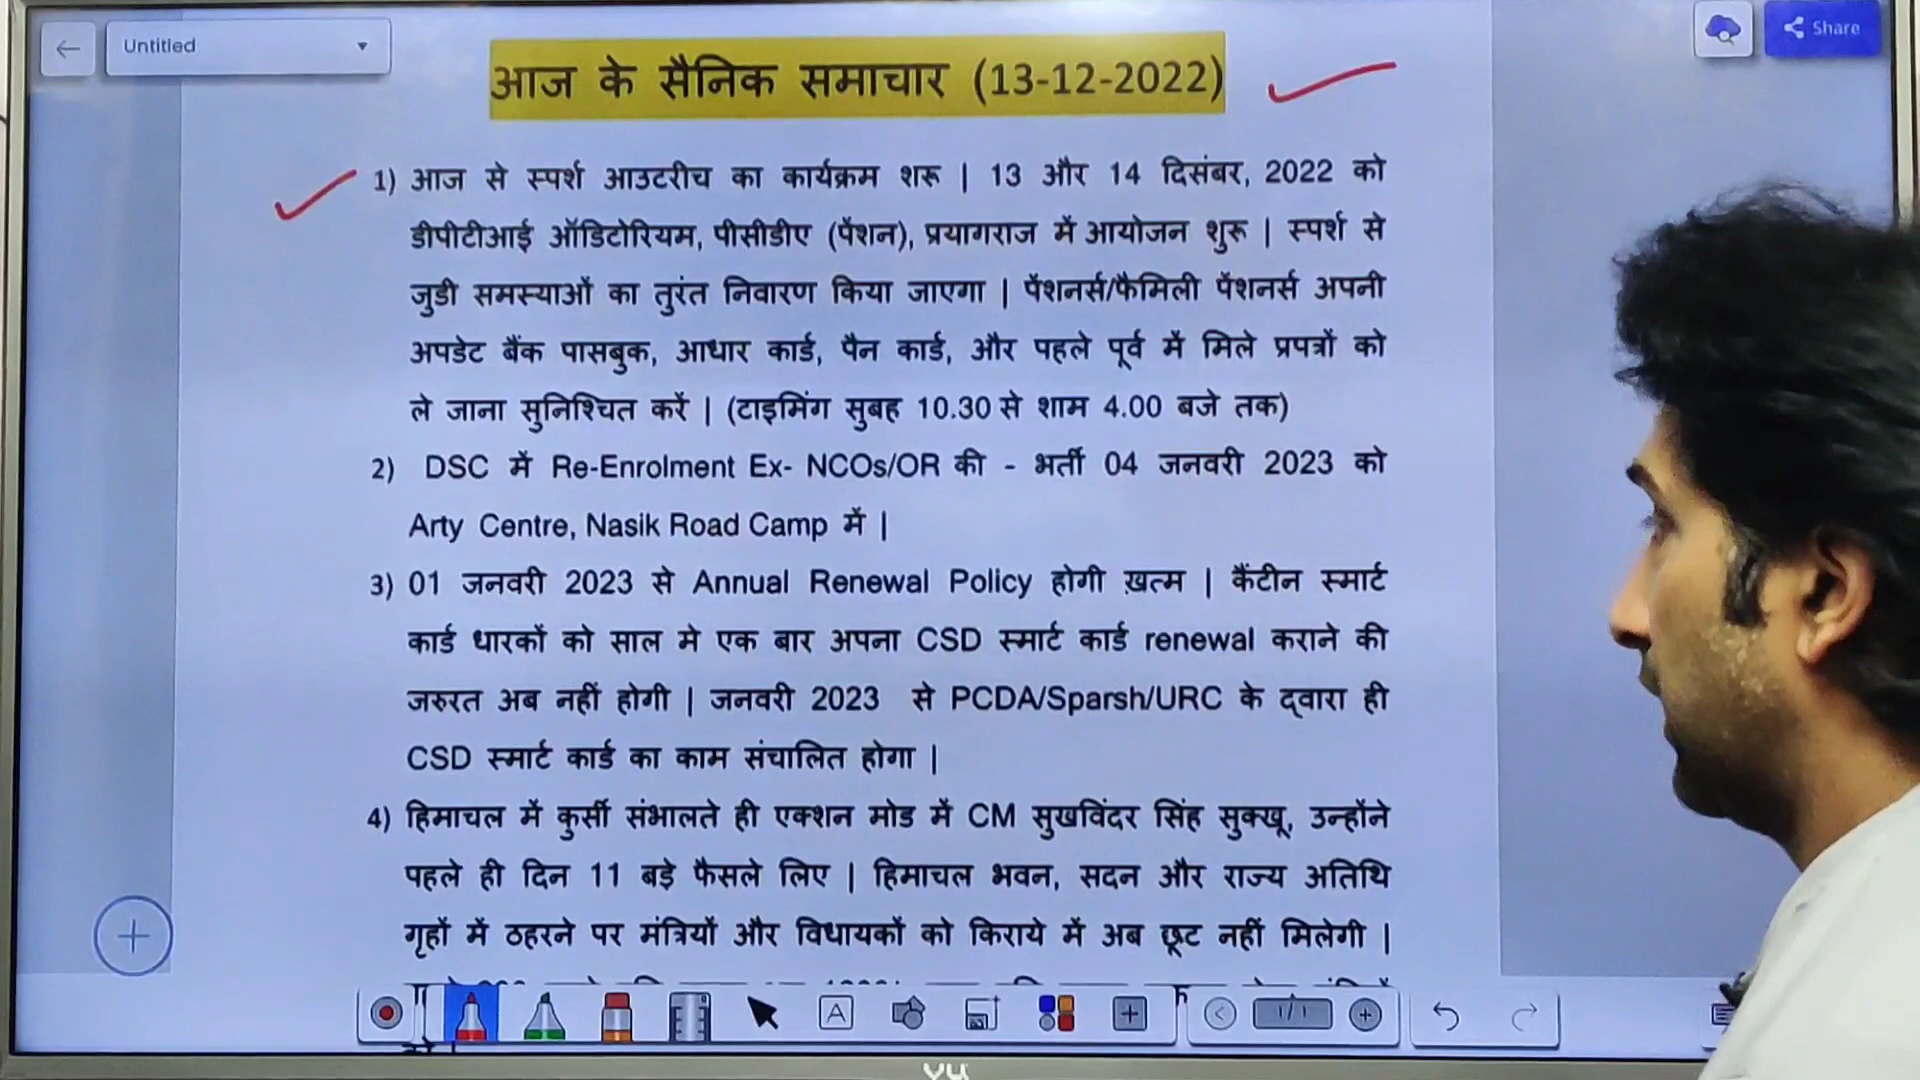 Untitled
Share
आज के सैनिक समाचार (13-12-2022)
1) आज से स्पर्श आउटरीच का कार्यक्रम शरू | 13 और 14 दिसंबर, 2022 को
डीपीटीआई ऑडिटोरियम, पीसीडीए (पेंशन), प्रयागराज में आयोजन शुरू | स्पर्श से
जुडी समस्याओं का तुरंत निवारण किया जाएगा | पेंशनर्स/फैमिली पेंशनर्स अपनी
अपडेट बैंक पासबुक, आधार कार्ड, पैन कार्ड, और पहले पूर्व में मिले प्रपत्रों को
ले जाना सुनिश्चित करें | (टाइमिंग सुबह 10.30 से शाम 4.00 बजे तक)
2) DSC में Re-Enrolment Ex- NCOs/OR की - भर्ती 04 जनवरी 2023 को
Arty Centre, Nasik Road Camp में |
3) 01 जनवरी 2023 से Annual Renewal Policy होगी ख़त्म | कैंटीन स्मार्ट
कार्ड धारकों को साल मे एक बार अपना CSD स्मार्ट कार्ड renewal कराने की
जरुरत अब नहीं होगी | जनवरी 2023 से PCDA/Sparsh/URC के द्वारा ही
CSD स्मार्ट कार्ड का काम संचालित होगा |
4) हिमाचल में कुर्सी संभालते ही एक्शन मोड में CM सुखविंदर सिंह सुक्खू, उन्होंने
पहले ही दिन 11 बड़े फैसले लिए | हिमाचल भवन, सदन और राज्य अतिथि
गृहों में ठहरने पर मंत्रियों और विधायकों को किराये में अब छूट नहीं मिलेगी |
A
1/1